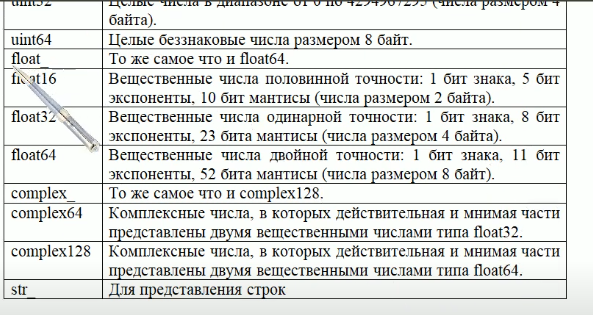 uint32 Целые числа в диапазоне от 0 до 4294967295 (числа размером 4
байта).
uint64 Целые беззнаковые числа размером 8 байт.
float_ То же самое что и float64.
float16 Вещественные числа половинной точности: 1 бит знака, 5 бит
экспоненты, 10 бит мантисы (числа размером 2 байта).
float32 Вещественные числа одинарной точности: 1 бит знака, 8 бит
экспоненты, 23 бита мантисы (числа размером 4 байта).
float64 Вещественные числа двойной точности: 1 бит знака, 11 бит
экспоненты, 52 бита мантисы (числа размером 8 байт).
complex_ То же самое что и complex128.
complex64 Комплексные числа, в которых действительная и мнимая части
представлены двумя вещественными числами типа float32.
complex128 Комплексные числа, в которых действительная и мнимая части
представлены двумя вещественными числами типа float64.
str_ Для представления строк